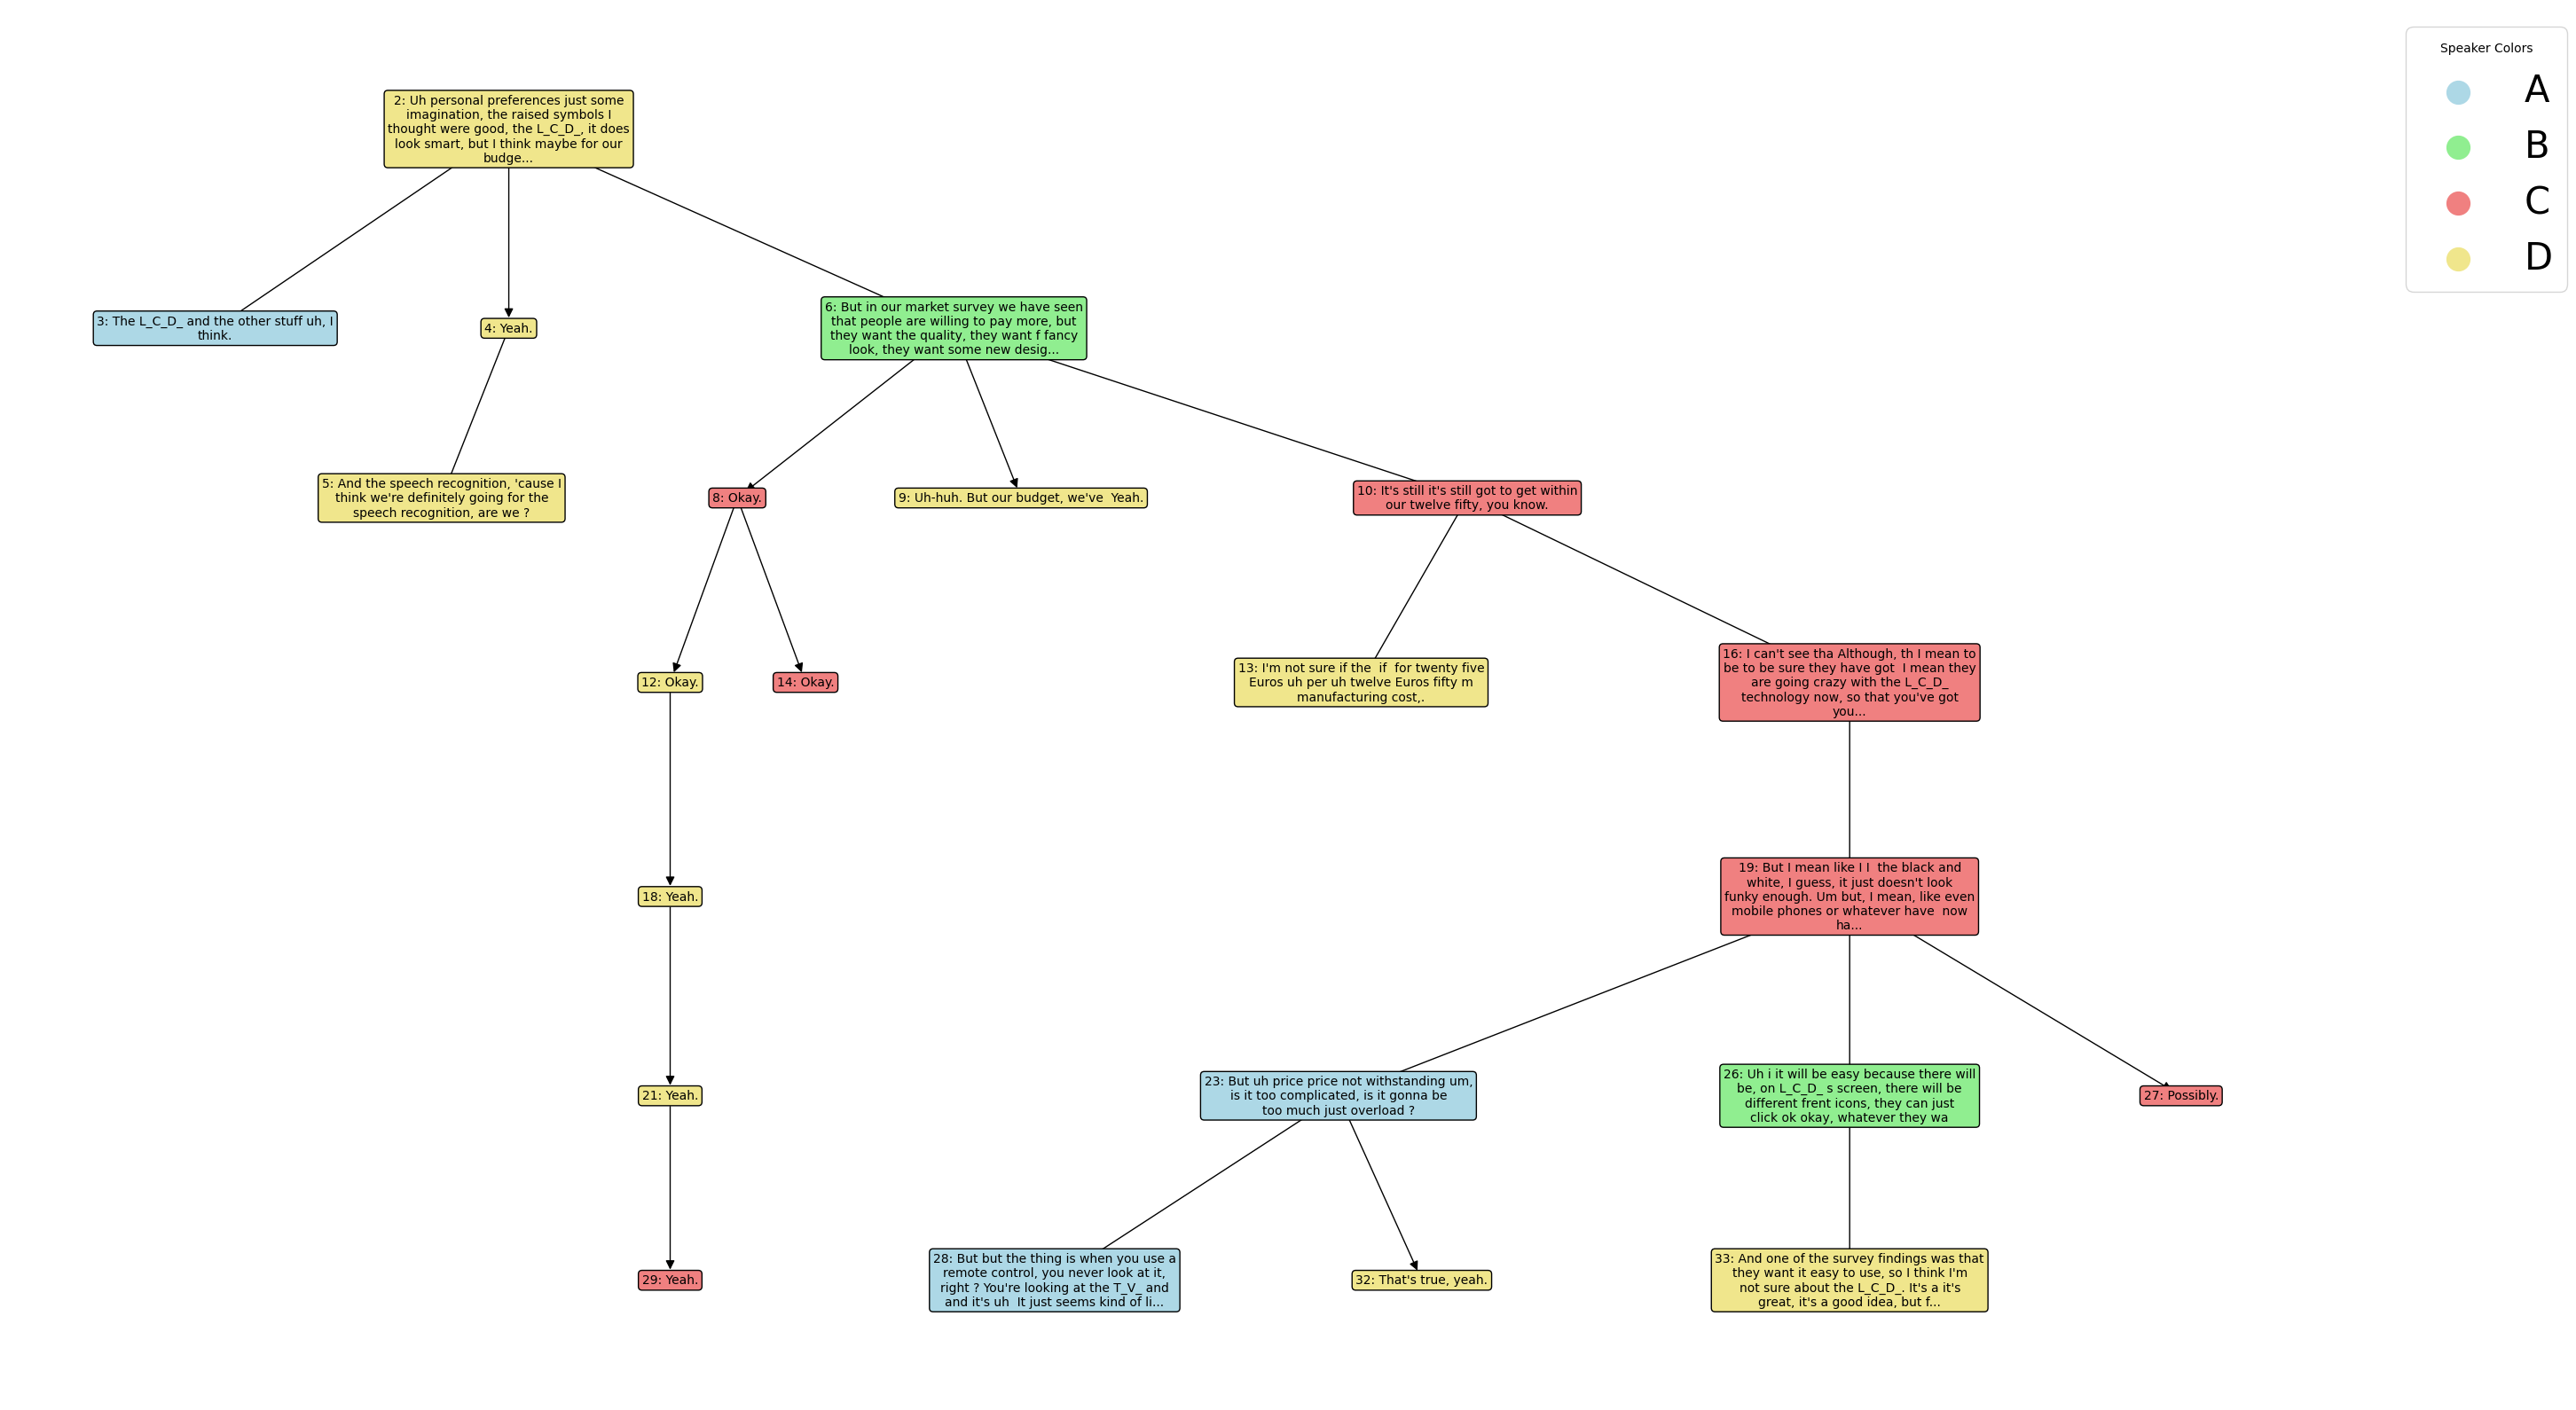 Speaker Colors
A
B
C
D
2: Uh personal preferences just some
imagination, the raised symbols I
thought were good, the L_C_D_, it does
look smart, but I think maybe for our
budge...
3: The L_C_D_ and the other stuff uh, I
think.
4: Yeah.
6: But in our market survey we have seen
that people are willing to pay more, but
they want the quality, they want f fancy
look, they want some new desig...
5: And the speech recognition, 'cause I
think we're definitely going for the
speech recognition, are we ?
8: Okay.
9: Uh-huh. But our budget, we've  Yeah.
10: It's still it's still got to get within
our twelve fifty, you know.
12: Okay.
14: Okay.
13: I'm not sure if the  if  for twenty five
Euros uh per uh twelve Euros fifty m
manufacturing cost,.
16: I can't see tha Although, th I mean to
be to be sure they have got  I mean they
are going crazy with the L_C_D_
technology now, so that you've got
you...
18: Yeah.
19: But I mean like I I  the black and
white, I guess, it just doesn't look
funky enough. Um but, I mean, like even
mobile phones or whatever have  now
ha...
21: Yeah.
23: But uh price price not withstanding um,
is it too complicated, is it gonna be
too much just overload ?
26: Uh i it will be easy because there will
be, on L_C_D_ s screen, there will be
different frent icons, they can just
click ok okay, whatever they wa
27: Possibly.
29: Yeah.
28: But but the thing is when you use a
remote control, you never look at it,
right ? You're looking at the T_V_ and
and it's uh  It just seems kind of li...
32: That's true, yeah.
33: And one of the survey findings was that
they want it easy to use, so I think I'm
not sure about the L_C_D_. It's a it's
great, it's a good idea, but f...